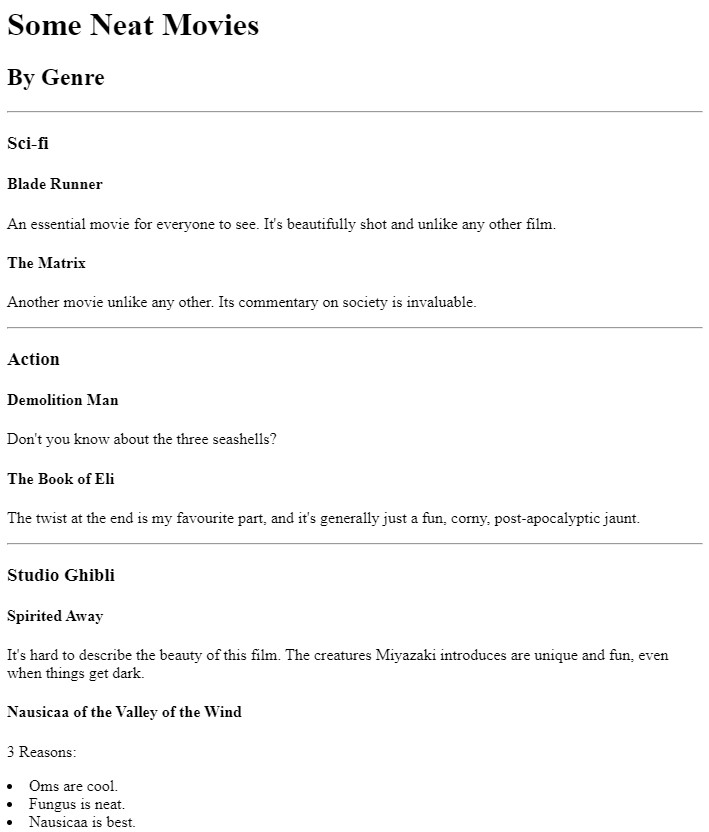 Some Neat Movies
By Genre
Sci-fi
Blade Runner
An essential movie for everyone to see. It's beautifully shot and unlike any other film.
The Matrix
Another movie unlike any other. Its commentary on society is invaluable.
Action
Demolition Man
Don't you know about the three seashells?
The Book of Eli
The twist at the end is my favourite part, and it's generally just a fun, corny, post-apocalyptic jaunt.
Studio Ghibli
Spirited Away
It's hard to describe the beauty of this film. The creatures Miyazaki introduces are unique and fun, even
when things get dark.
Nausicaa of the Valley of the Wind
3 Reasons:
• Oms are cool.
• Fungus is neat.
• Nausicaa is best.